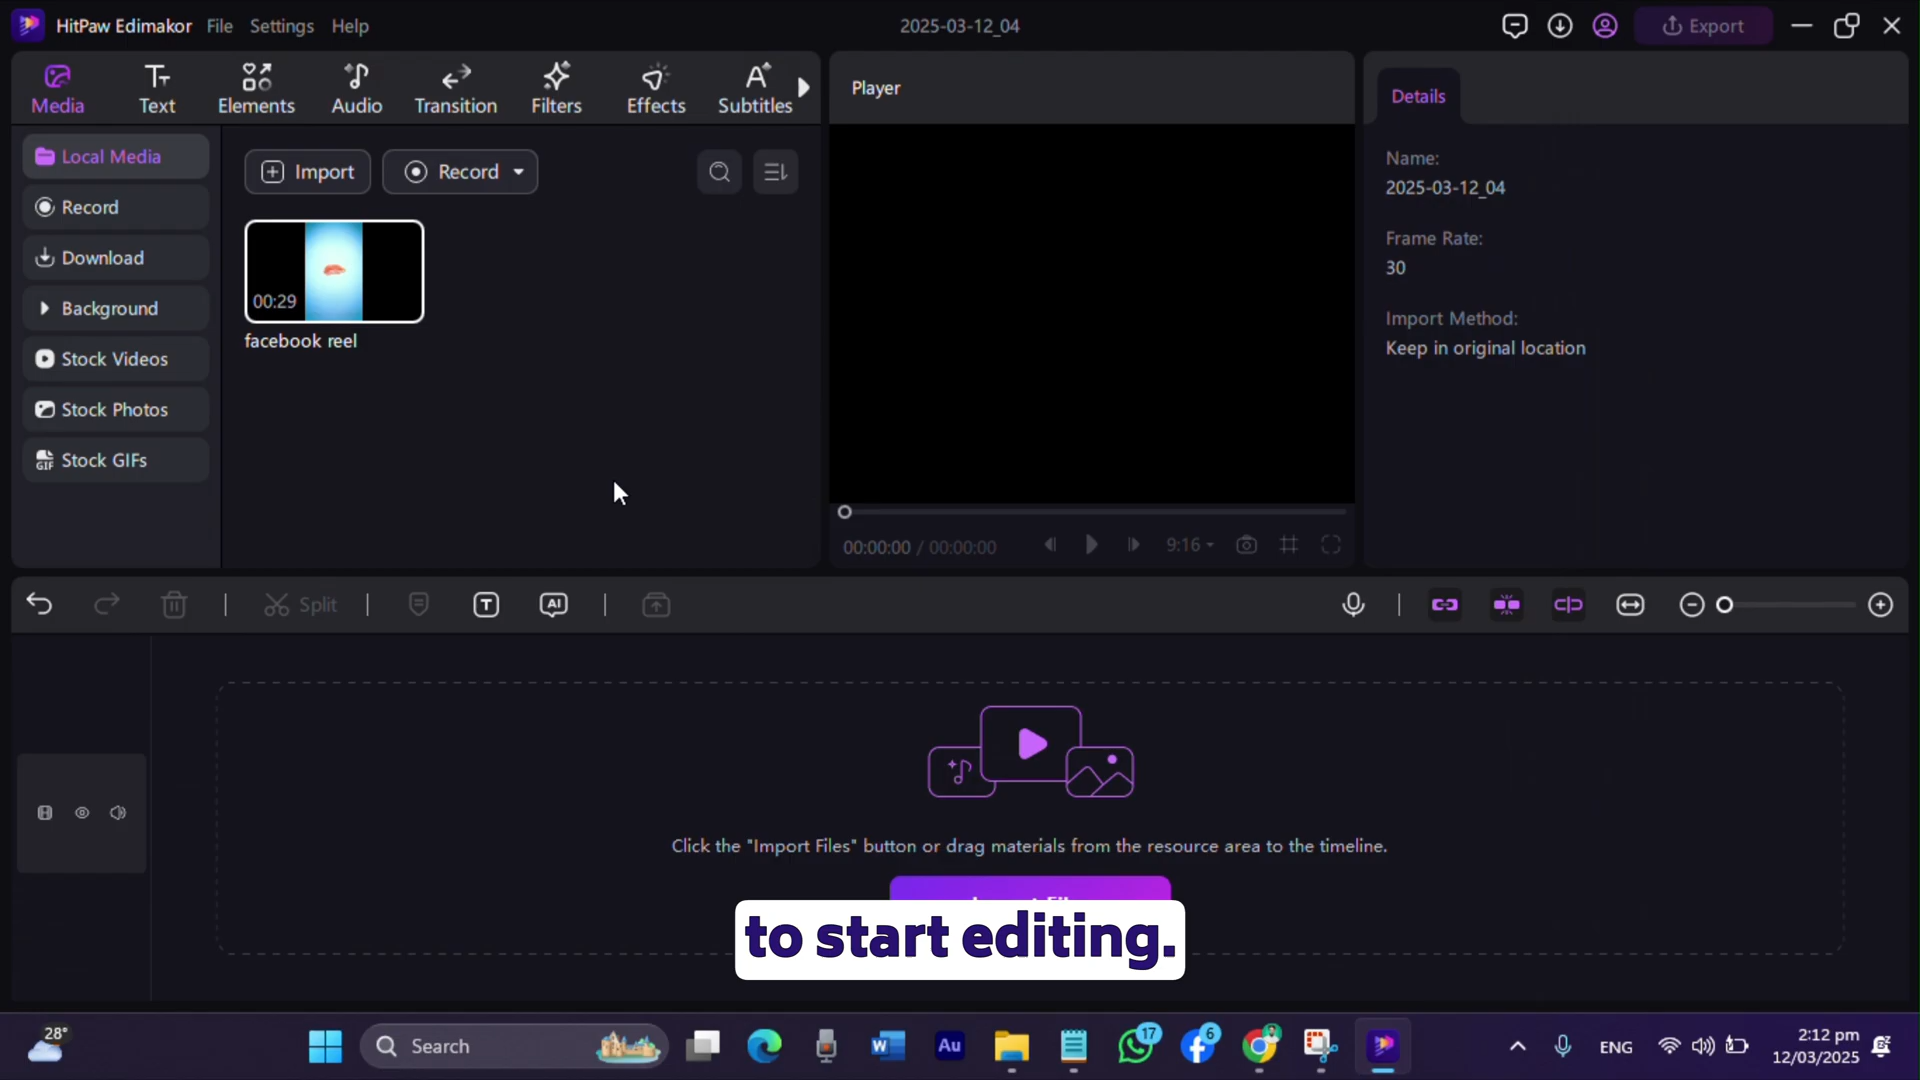 HitPaw Edimakor File Settings Help
2025-03-12_04
Export
Media
Text
Elements
Audio
Transition
Filters
Effects
Subtitles
Local Media
Record
Download
Background
Stock Videos
Stock Photos
GIF Stock GIFs
Import
Record
00:29
facebook reel
Player
00:00:00 / 00:00:00
9:16
Details
Name:
2025-03-12_04
Frame Rate:
30
Import Method:
Keep in original location
Split
T
AI
Click the "Import Files" button or drag materials from the resource area to the timeline.
to start editing.
28°
Search
W
Au
17
6
ENG
2:12 pm
12/03/2025